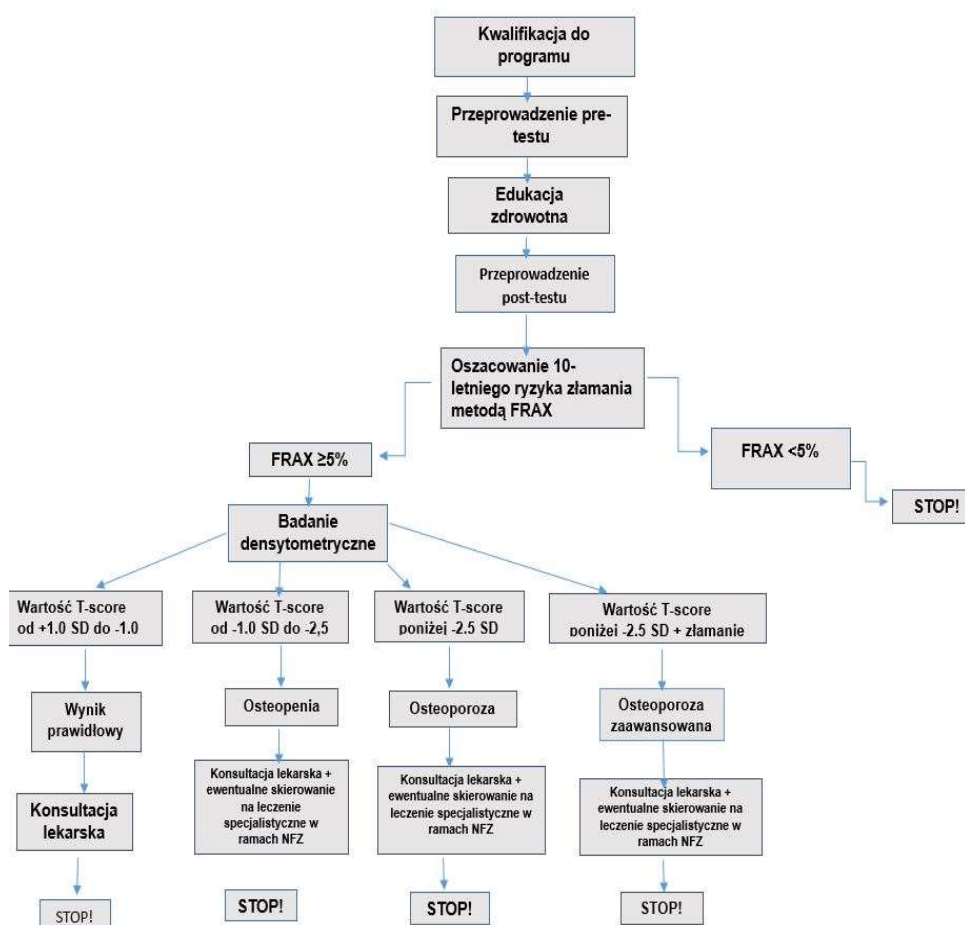 Kwalifikacja do
programu
Przeprowadzenie pre-
testu
Edukacja
zdrowotna
Przeprowadzenie
post-testu
Oszacowanie 10-
letniego ryzyka złamania
metodą FRAX
FRAX ≥5%
FRAX <5%
STOP!
Badanie
densytometryczne
Wartość T-score
od +1.0 SD do -1.0
Wartość T-score
od -1.0 SD do -2,5
Wartość T-score
poniżej -2.5 SD
Wartość T-score
poniżej -2.5 SD + złamanie
Wynik
prawidłowy
Osteopenia
Osteoporoza
Osteoporoza
zaawansowana
Konsultacja
lekarska
Konsultacja lekarska +
ewentualne skierowanie
na leczenie
specjalistyczne w
ramach NFZ
Konsultacja lekarska +
ewentualne skierowanie na
leczenie specjalistyczne w
ramach NFZ
Konsultacja lekarska +
ewentualne skierowanie na
leczenie specjalistyczne w
ramach NFZ
STOP!
STOP!
STOP!
STOP!